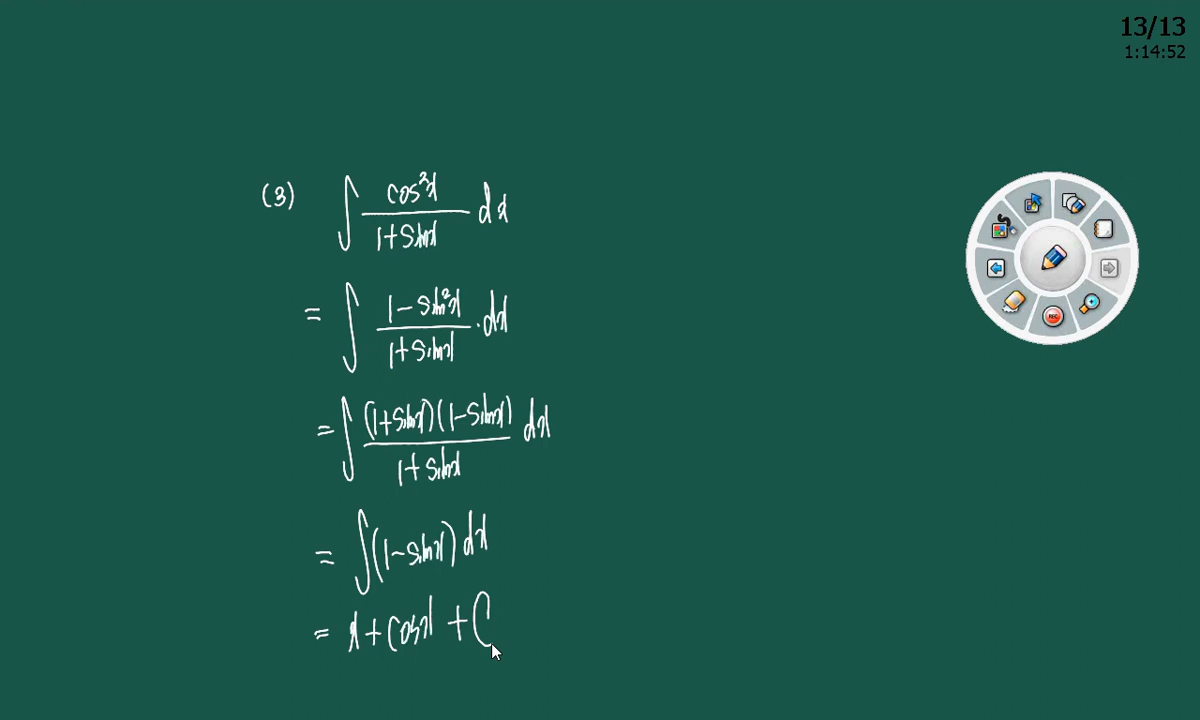 13/13
1:14:52
(3) ∫ cos²x / 1+sinx dx
= ∫ 1-sin²x / 1+sinx · dx
= ∫ (1+sinx)(1-sinx) / 1+sinx dx
= ∫(1-sinx) dx
= x+cosx + C
REC